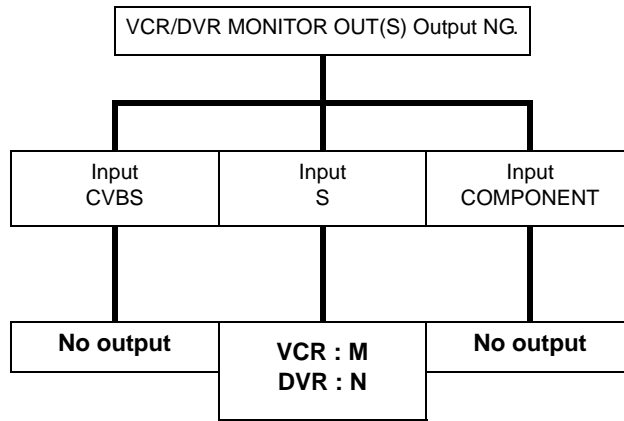 VCR/DVR MONITOR OUT(S) Output NG.
Input
CVBS
Input
S
Input
COMPONENT
No output
VCR : M
DVR : N
No output